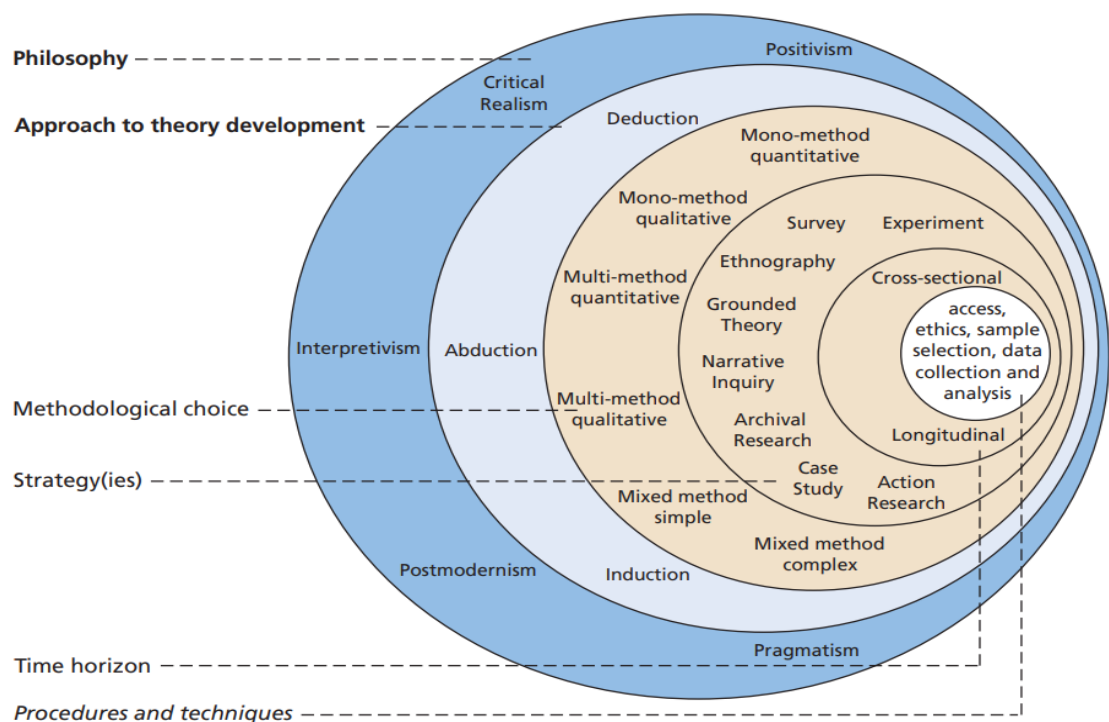 Philosophy
Positivism
Critical
Realism
Approach to theory development
Deduction
Mono-method
quantitative
Mono-method
qualitative
Survey
Experiment
Ethnography
Cross-sectional
Multi-method
quantitative
Grounded
Theory
access,
ethics, sample
selection, data
collection and
analysis
Interpretivism
Abduction
Narrative
Inquiry
Methodological choice
Multi-method
qualitative
Archival
Research
Longitudinal
Strategy(ies)
Case
Study
Action
Research
Mixed method
simple
Mixed method
complex
Postmodernism
Induction
Pragmatism
Time horizon
Procedures and techniques